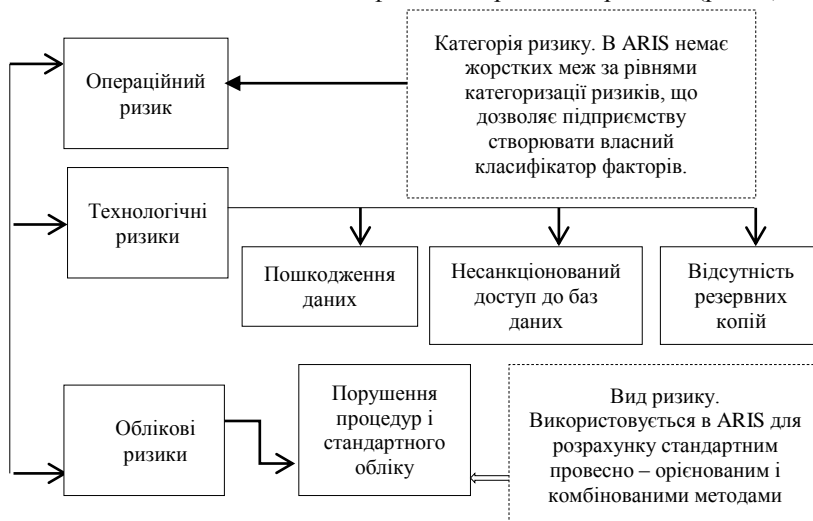 Операційний
ризик
Категорія ризику. В ARIS немає
жорстких меж за рівнями
категоризації ризиків, що
дозволяє підприємству
створювати власний
класифікатор факторів.
Технологічні
ризики
Пошкодження
даних
Несанкціонований
доступ до баз
даних
Відсутність
резервних
копій
Облікові
ризики
Порушення
процедур і
стандартного
обліку
Вид ризику.
Використовується в ARIS для
розрахунку стандартним
провесно – орієнованим і
комбінованими методами